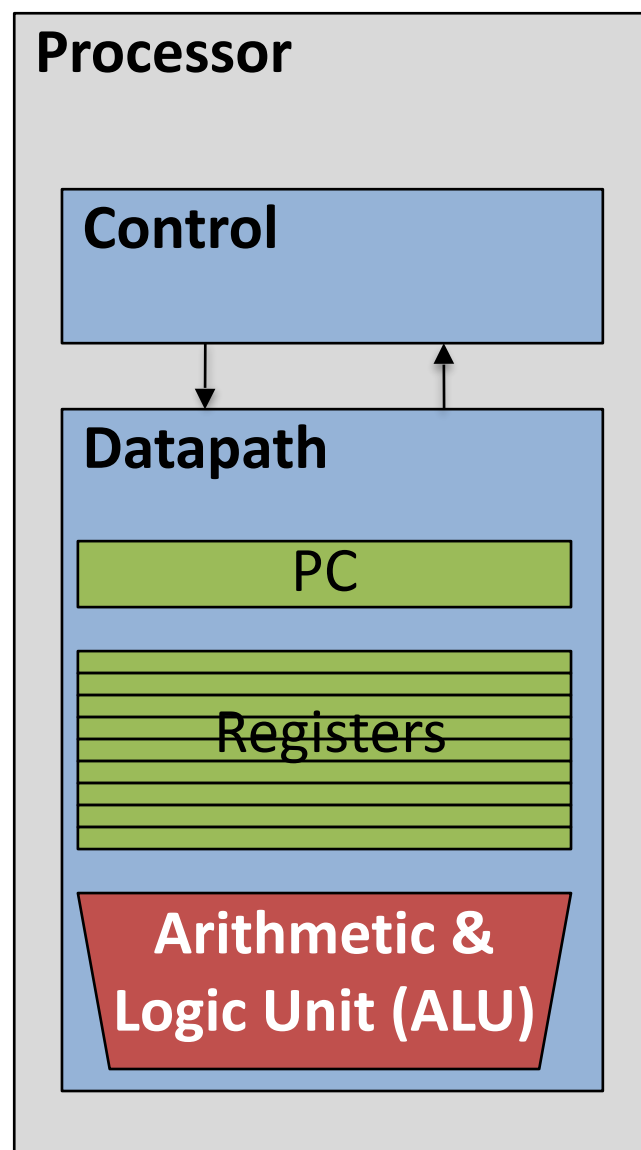 Processor
Control
Datapath
PC
Registers
Arithmetic &
Logic Unit (ALU)